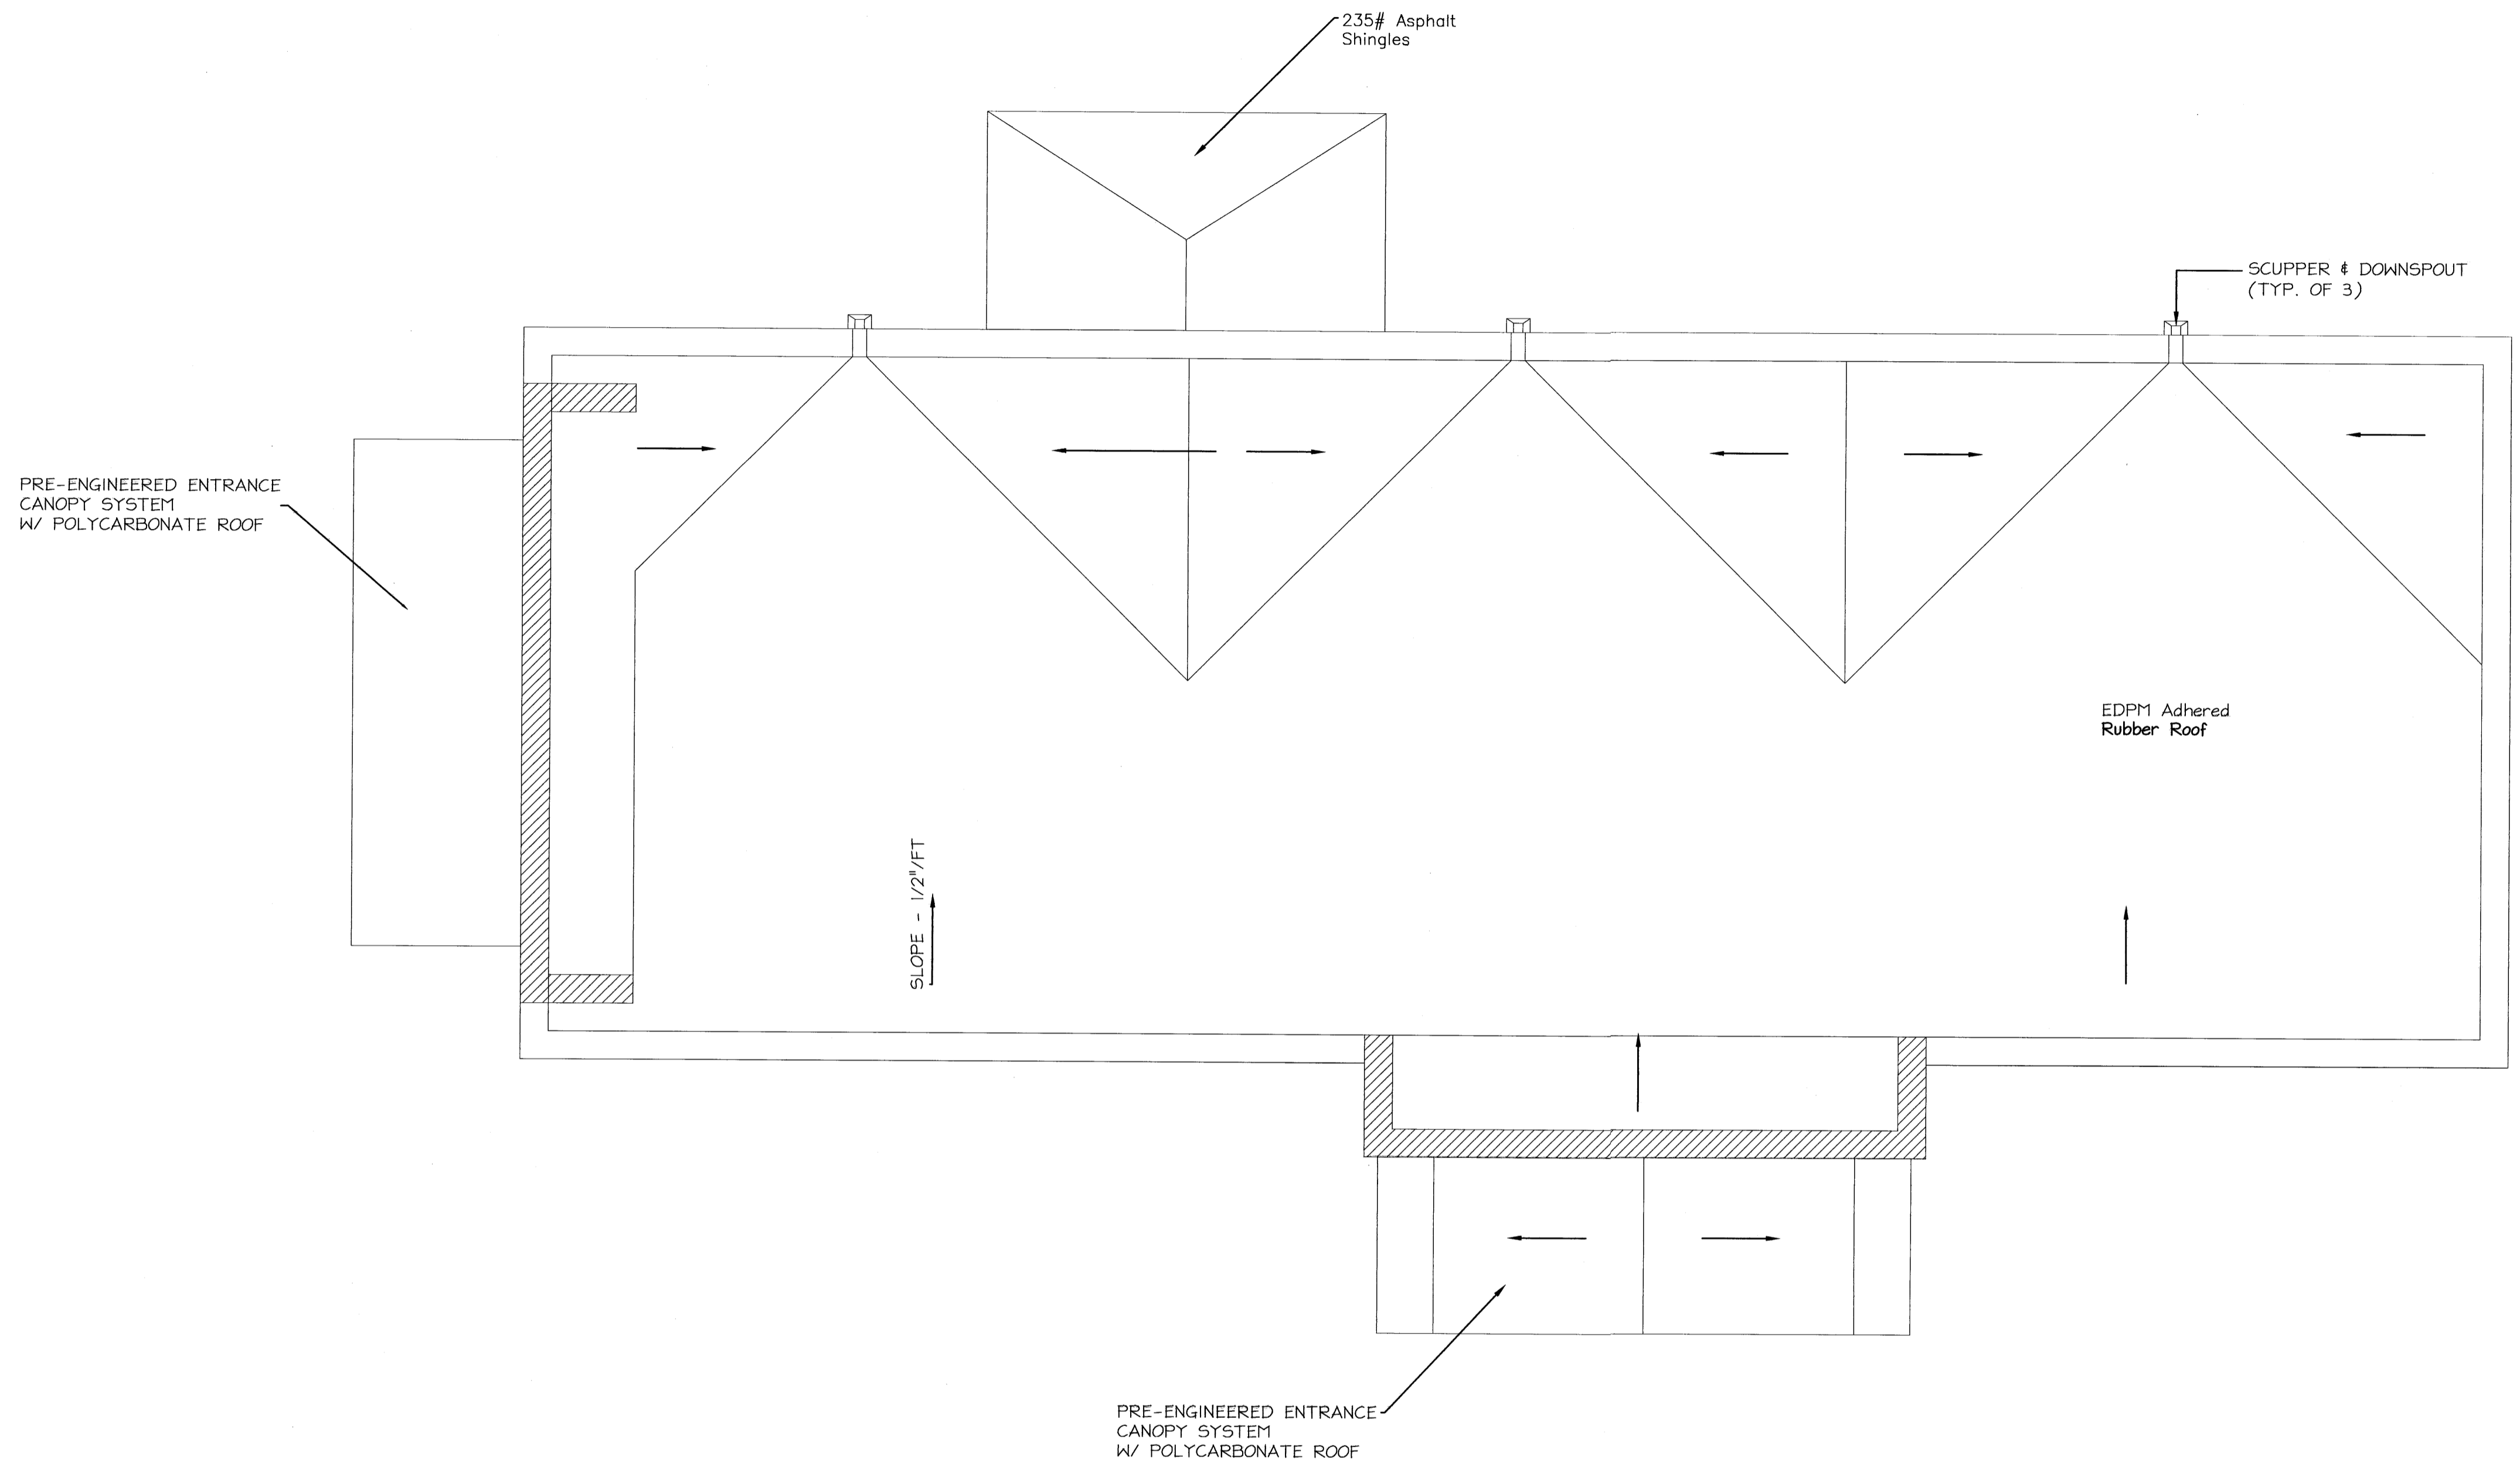 235# Asphalt
Shingles
SCUPPER & DOWNSPOUT
(TYP. OF 3)
PRE-ENGINEERED ENTRANCE
CANOPY SYSTEM
W/ POLYCARBONATE ROOF
EDPM Adhered
Rubber Roof
SLOPE - 1/2"/FT
PRE-ENGINEERED ENTRANCE
CANOPY SYSTEM
W/ POLYCARBONATE ROOF